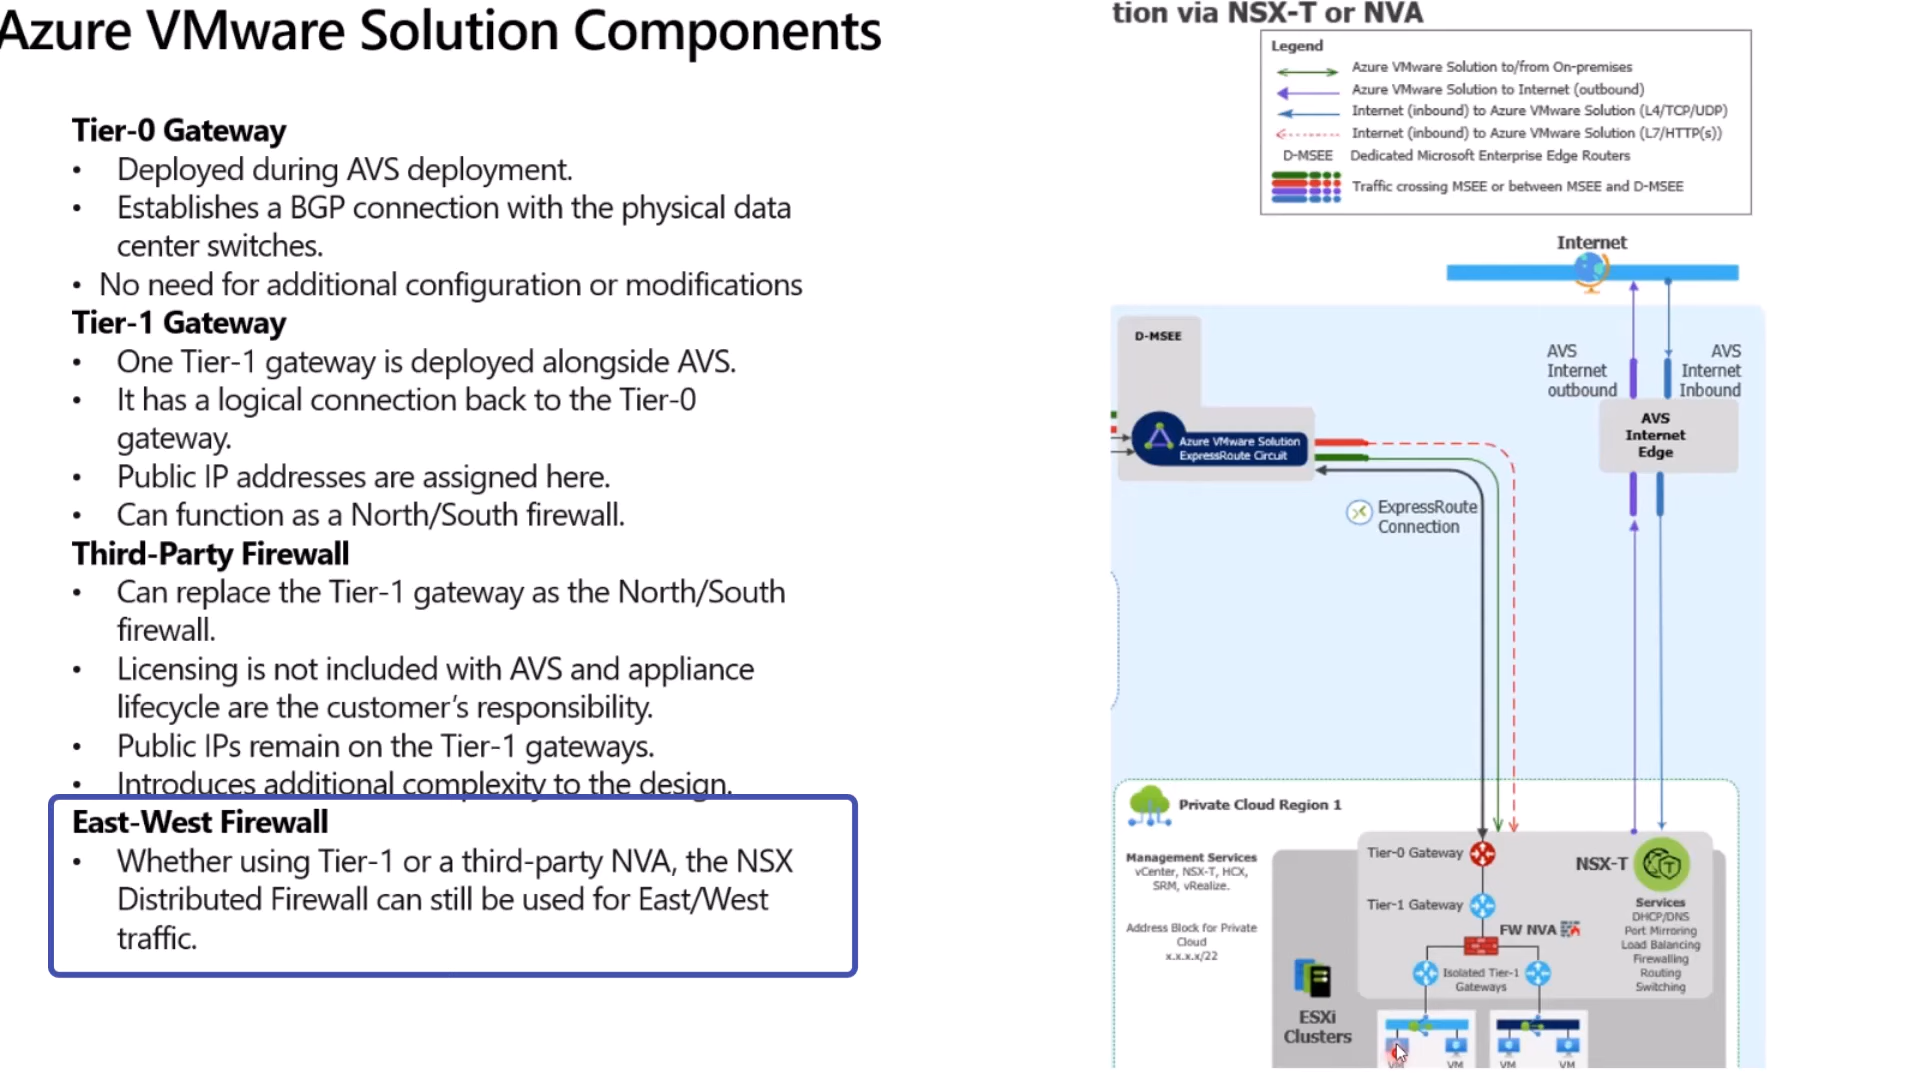 Azure VMware Solution Components
Tier-0 Gateway
• Deployed during AVS deployment.
• Establishes a BGP connection with the physical data
center switches.
• No need for additional configuration or modifications
Tier-1 Gateway
• One Tier-1 gateway is deployed alongside AVS.
• It has a logical connection back to the Tier-0
gateway.
• Public IP addresses are assigned here.
• Can function as a North/South firewall.
Third-Party Firewall
• Can replace the Tier-1 gateway as the North/South
firewall.
• Licensing is not included with AVS and appliance
lifecycle are the customer’s responsibility.
• Public IPs remain on the Tier-1 gateways.
• Introduces additional complexity to the design.
East-West Firewall
• Whether using Tier-1 or a third-party NVA, the NSX
Distributed Firewall can still be used for East/West
traffic.
tion via NSX-T or NVA
Legend
Azure VMware Solution to/from On-premises
Azure VMware Solution to Internet (outbound)
Internet (inbound) to Azure VMware Solution (L4/TCP/UDP)
Internet (inbound) to Azure VMware Solution (L7/HTTP(s))
D-MSEE Dedicated Microsoft Enterprise Edge Routers
Traffic crossing MSEE or between MSEE and D-MSEE
Internet
D-MSEE
AVS
Internet
outbound
AVS
Internet
Inbound
AVS
Internet
Edge
Azure VMware Solution
ExpressRoute Circuit
ExpressRoute
Connection
Private Cloud Region 1
Management Services
vCenter, NSX-T, HCX,
SRM, vRealize.
Address Block for Private
Cloud
x.x.x.x/22
Tier-0 Gateway
Tier-1 Gateway
FW NVA
Isolated Tier-1
Gateways
NSX-T
Services
DHCP/DNS
Port Mirroring
Load Balancing
Firewalling
Routing
Switching
ESXi
Clusters
VM
VM
VM
VM